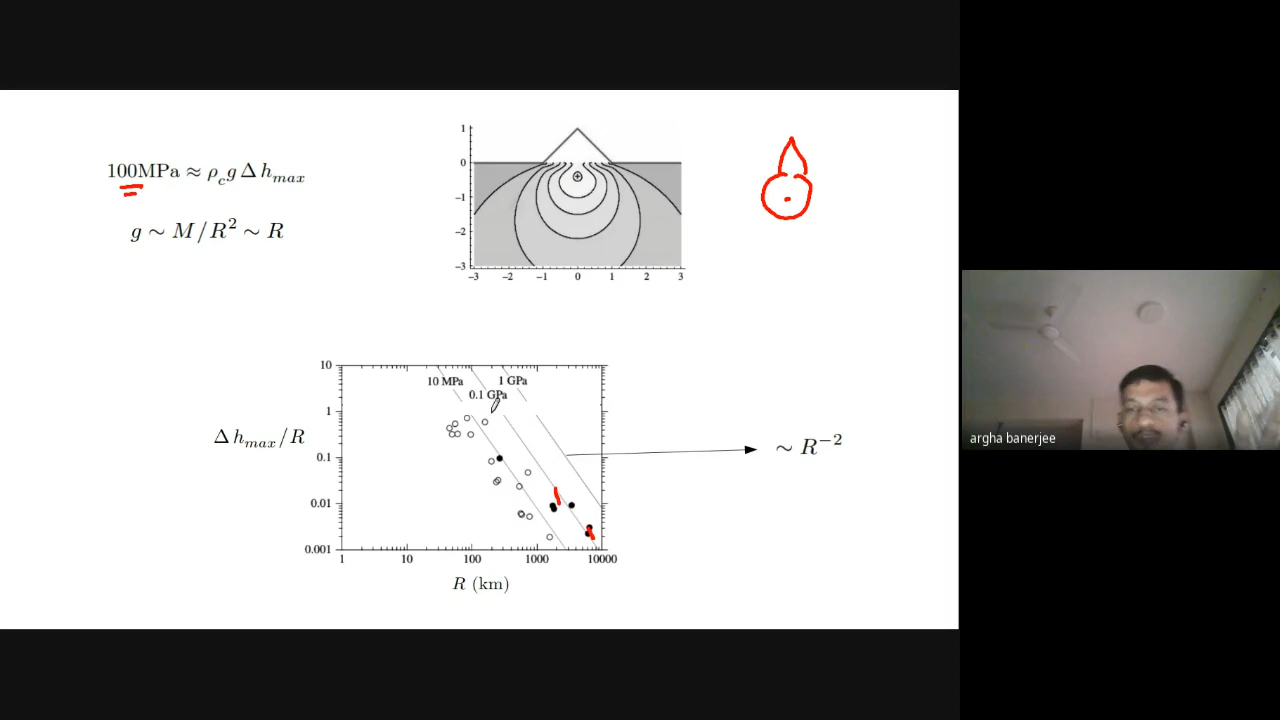 100MPa ≈ ρ_c g Δ h_max
g ∼ M/R² ∼ R
1
0
−1
−2
−3
−3 −2 −1 0 1 2 3
Δ h_max/R
10
1
0.1
0.01
0.001
10 MPa
0.1 GPa
1 GPa
1 10 100 1000 10000
R (km)
∼ R⁻²
argha banerjee